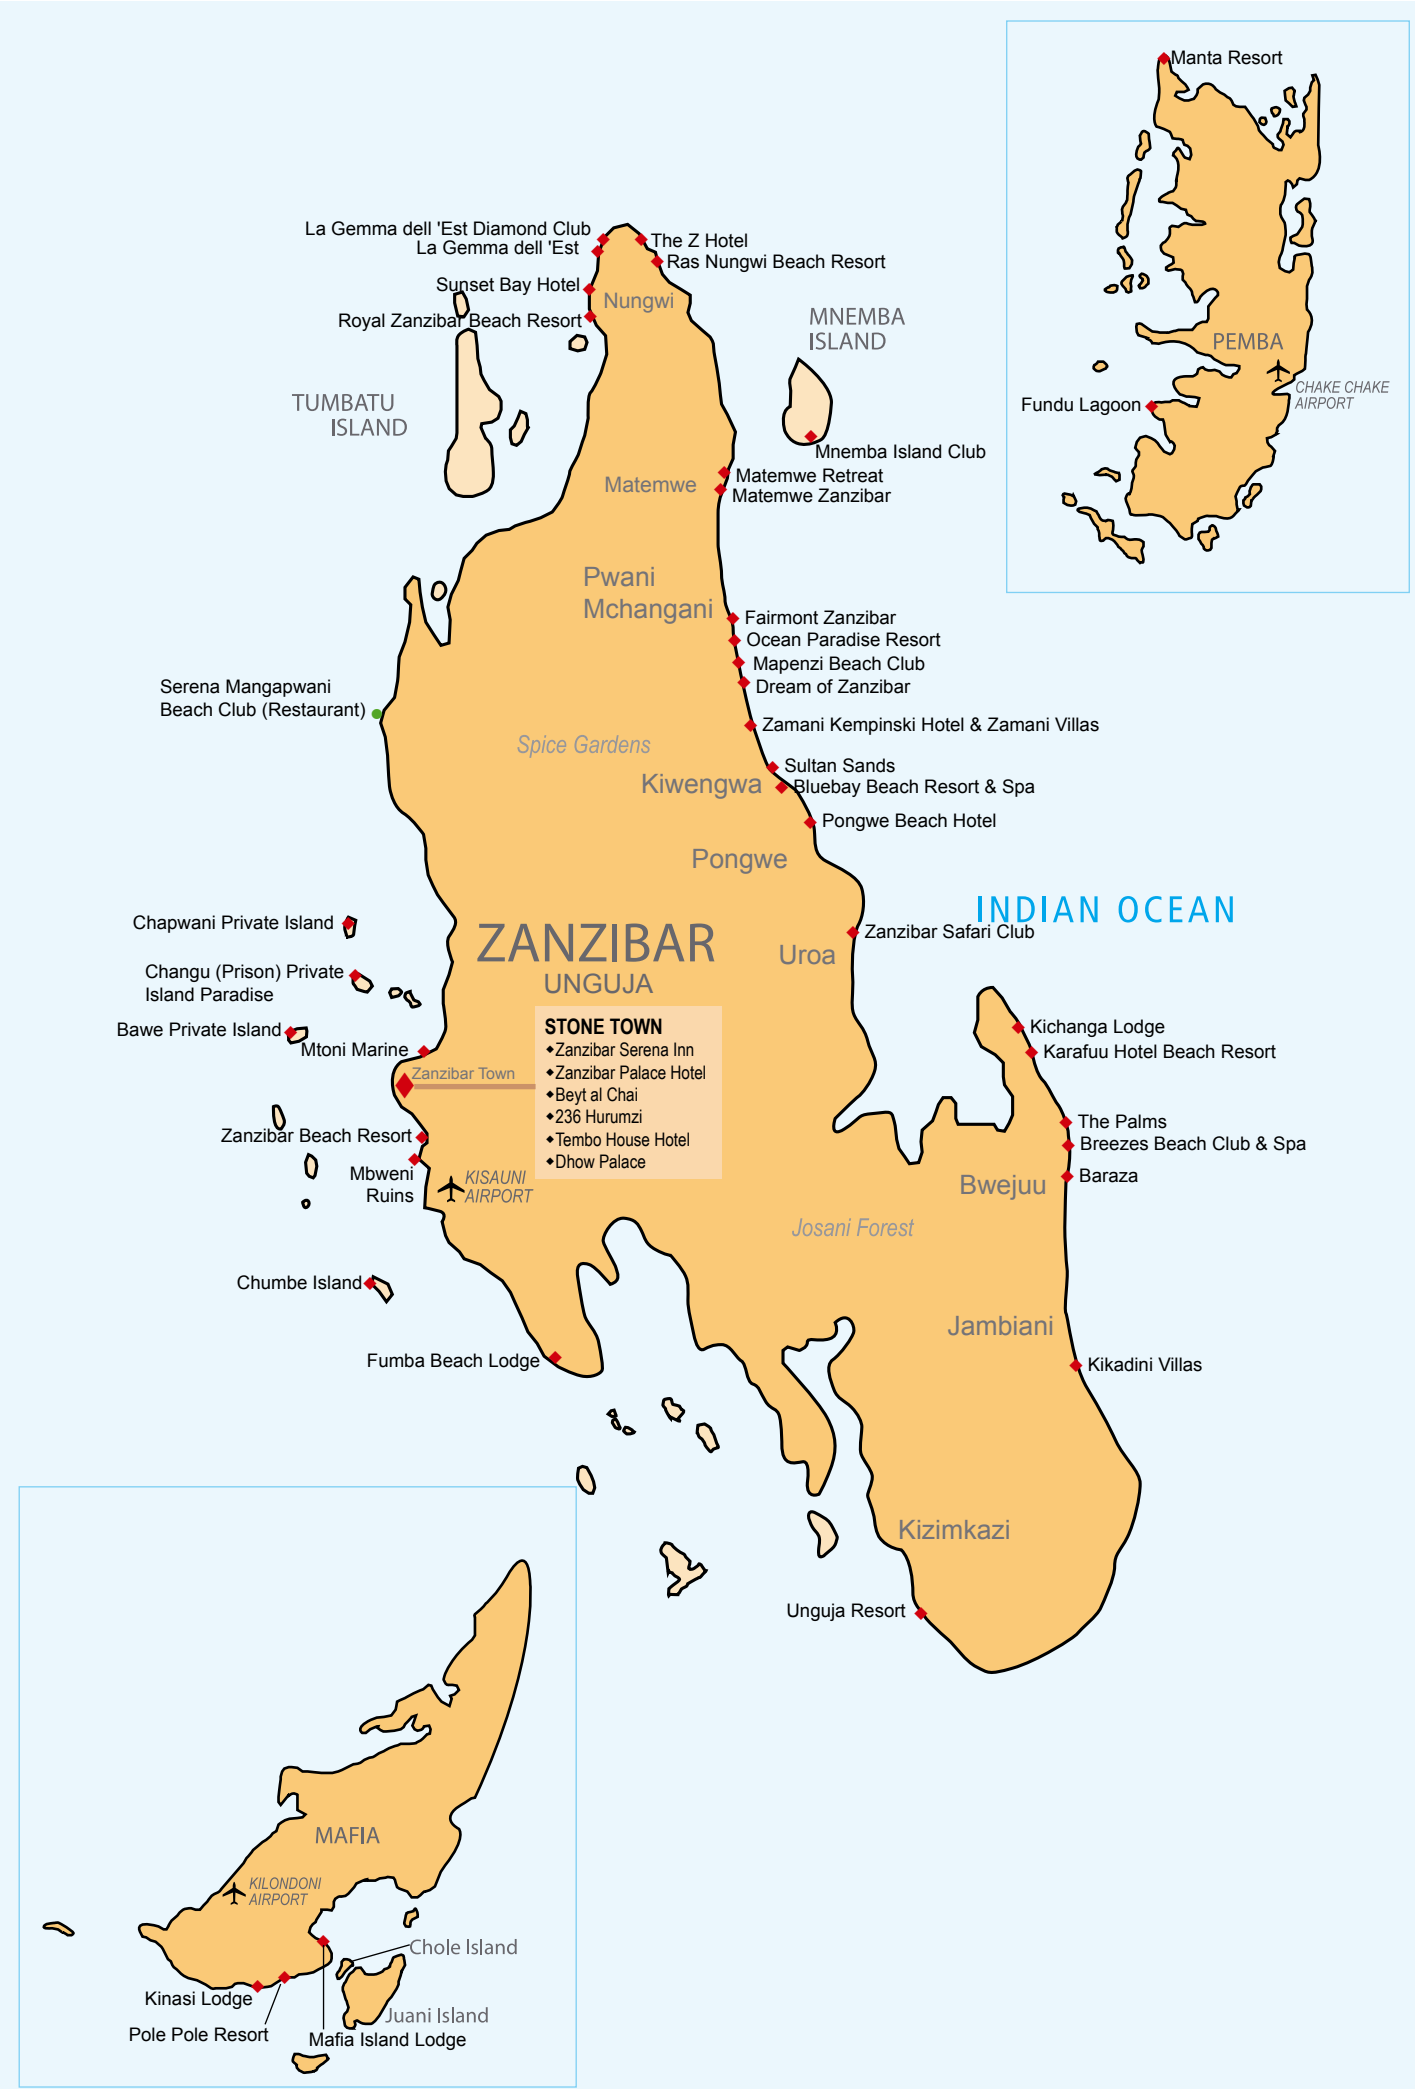 Manta Resort
La Gemma dell 'Est Diamond Club
La Gemma dell 'Est
The Z Hotel
Ras Nungwi Beach Resort
Sunset Bay Hotel
Nungwi
Royal Zanzibar Beach Resort
MNEMBA
ISLAND
PEMBA
CHAKE CHAKE
AIRPORT
Fundu Lagoon
TUMBATU
ISLAND
Mnemba Island Club
Matemwe Retreat
Matemwe
Matemwe Zanzibar
Pwani
Mchangani
Fairmont Zanzibar
Ocean Paradise Resort
Mapenzi Beach Club
Dream of Zanzibar
Serena Mangapwani
Beach Club (Restaurant)
Zamani Kempinski Hotel & Zamani Villas
Spice Gardens
Sultan Sands
Kiwengwa
Bluebay Beach Resort & Spa
Pongwe Beach Hotel
Pongwe
INDIAN OCEAN
Chapwani Private Island
Zanzibar Safari Club
ZANZIBAR
UNGUJA
Uroa
Changu (Prison) Private
Island Paradise
Bawe Private Island
Mtoni Marine
Zanzibar Town
STONE TOWN
Zanzibar Serena Inn
Zanzibar Palace Hotel
Beyt al Chai
236 Hurumzi
Tembo House Hotel
Dhow Palace
Kichanga Lodge
Karafuu Hotel Beach Resort
The Palms
Breezes Beach Club & Spa
Baraza
Bwejuu
Zanzibar Beach Resort
Mbweni
Ruins
KISAUNI
AIRPORT
Josani Forest
Chumbe Island
Jambiani
Fumba Beach Lodge
Kikadini Villas
Kizimkazi
Unguja Resort
MAFIA
KILONDONI
AIRPORT
Chole Island
Kinasi Lodge
Juani Island
Pole Pole Resort
Mafia Island Lodge